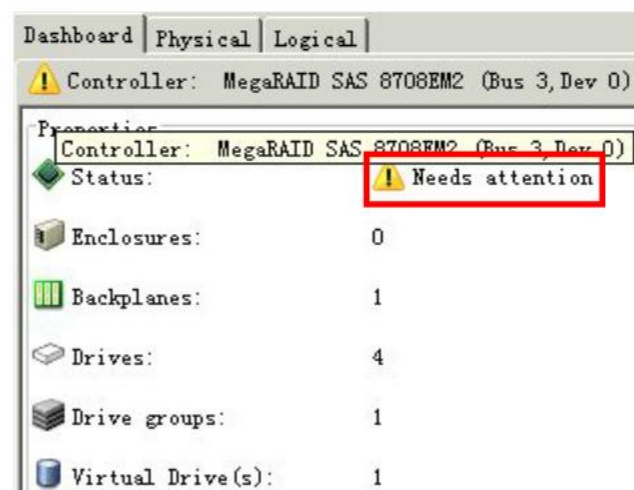 Dashboard Physical Logical
Controller: MegaRAID SAS 8708EM2 (Bus 3, Dev 0)
Properties
Controller: MegaRAID SAS 8708EM2 (Bus 3, Dev 0)
Status: Needs attention
Enclosures: 0
Backplanes: 1
Drives: 4
Drive groups: 1
Virtual Drive(s): 1